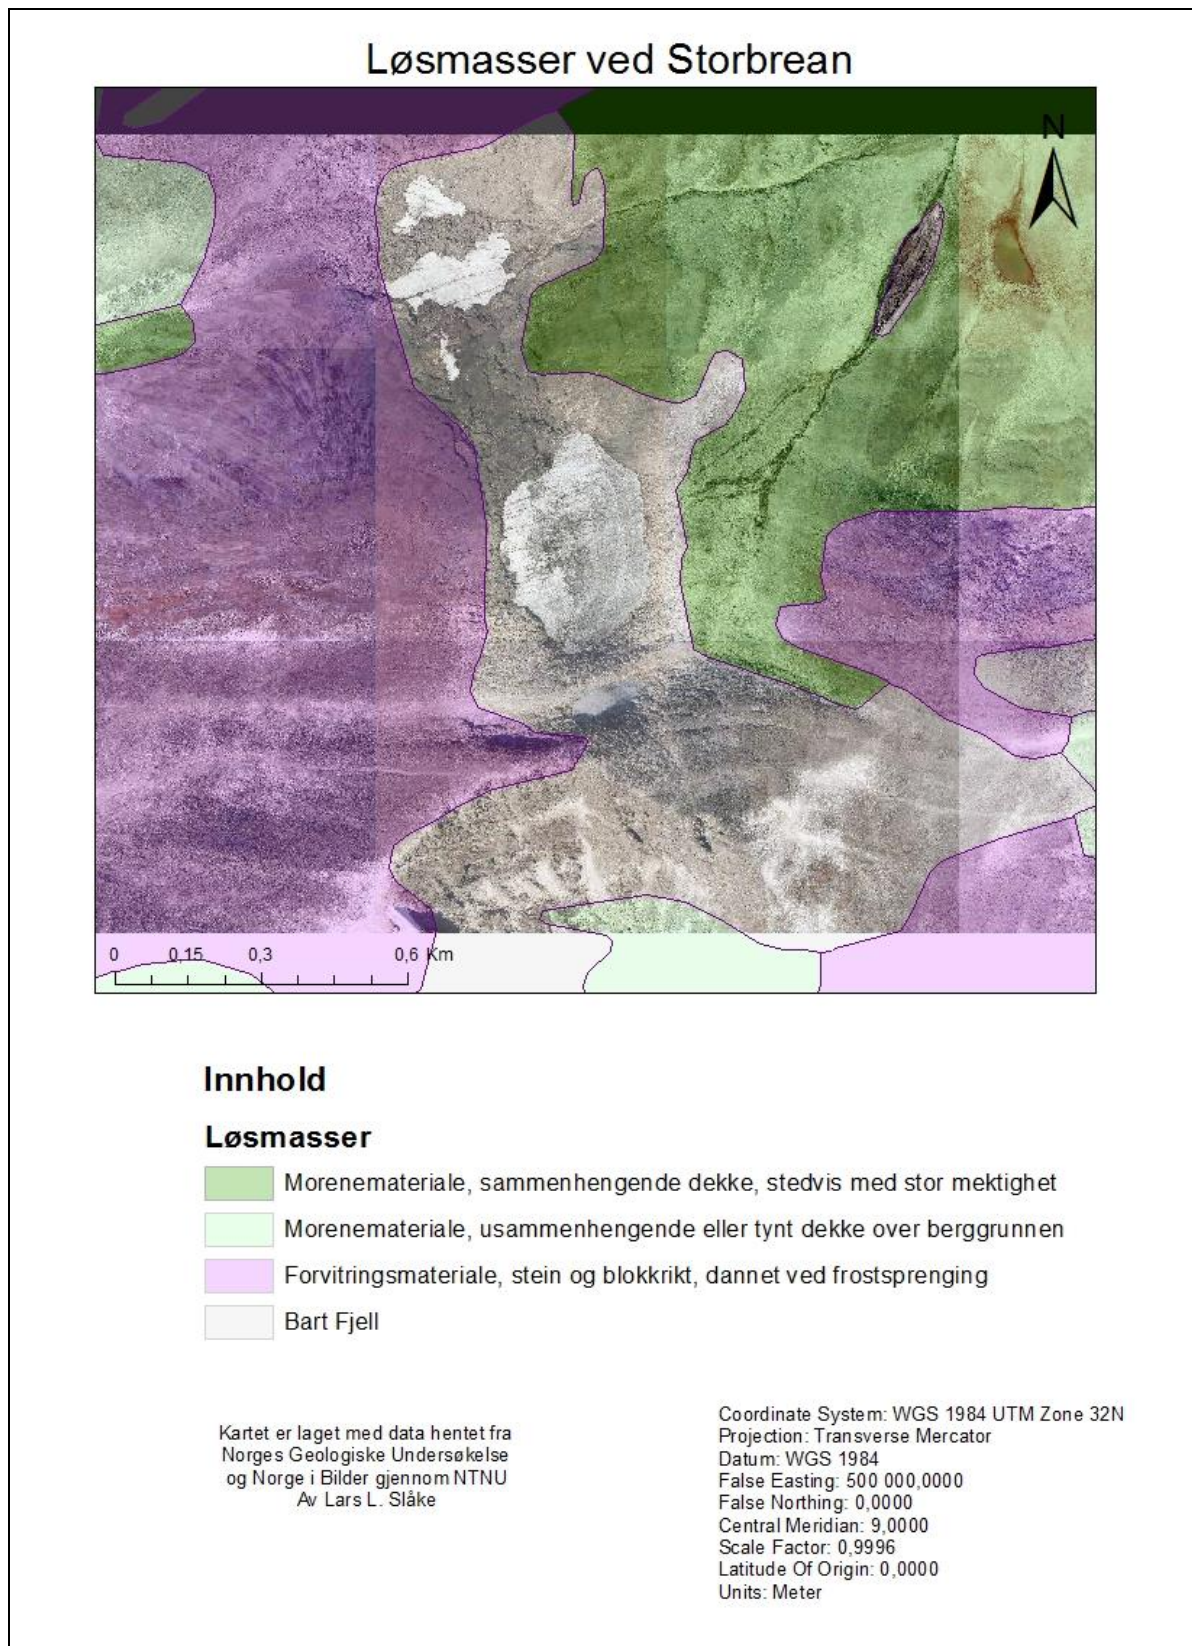 Løsmasser ved Storbrean
N
0 0,15 0,3 0,6 Km
Innhold
Løsmasser
Morenemateriale, sammenhengende dekke, stedvis med stor mektighet
Morenemateriale, usammenhengende eller tynt dekke over berggrunnen
Forvitringsmateriale, stein og blokkrikt, dannet ved frostsprenging
Bart Fjell
Kartet er laget med data hentet fra
Norges Geologiske Undersøkelse
og Norge i Bilder gjennom NTNU
Av Lars L. Slåke
Coordinate System: WGS 1984 UTM Zone 32N
Projection: Transverse Mercator
Datum: WGS 1984
False Easting: 500 000,0000
False Northing: 0,0000
Central Meridian: 9,0000
Scale Factor: 0,9996
Latitude Of Origin: 0,0000
Units: Meter